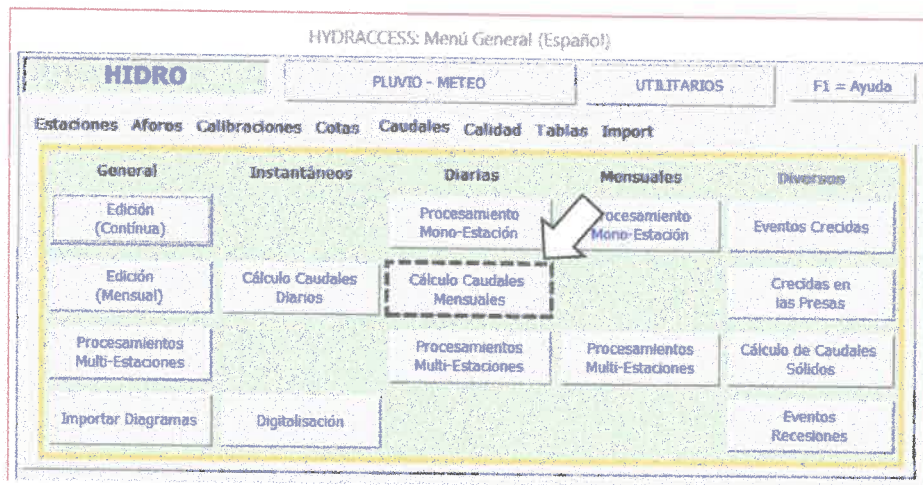 HYDRACCESS: Menú General (Español)
HIDRO PLUVIO - METEO UTILITARIOS F1 = Ayuda
Estaciones Aforos Calibraciones Cotas Caudales Calidad Tablas Import
General Instantáneos Diarias Mensuales Diversos
Edición
(Contínua)
Procesamiento
Mono-Estación
Procesamiento
Mono-Estación
Eventos Crecidas
Edición
(Mensual)
Cálculo Caudales
Diarios
Cálculo Caudales
Mensuales
Crecidas en
las Presas
Procesamientos
Multi-Estaciones
Procesamientos
Multi-Estaciones
Procesamientos
Multi-Estaciones
Cálculo de Caudales
Sólidos
Importar Diagramas
Digitalisación
Eventos
Recesiones